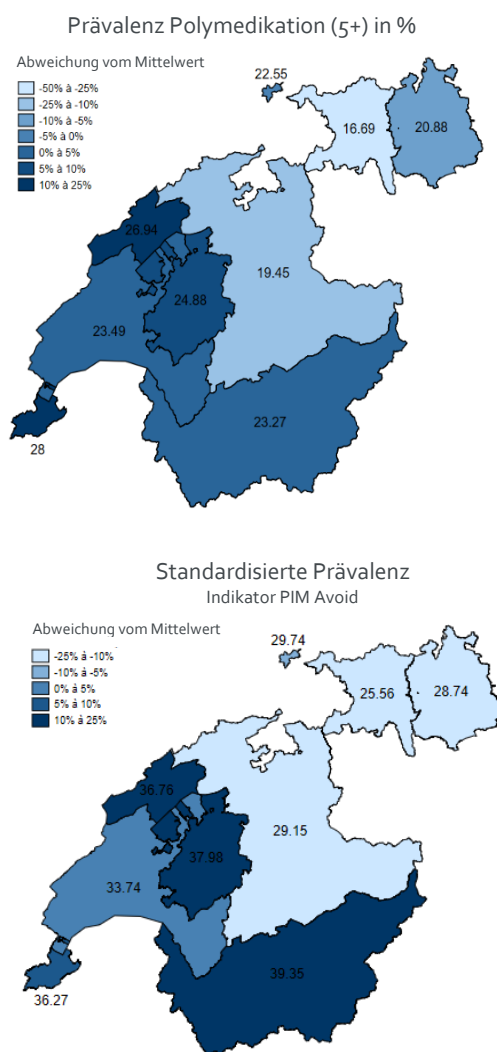 Prävalenz Polymedikation (5+) in %
Abweichung vom Mittelwert
-50% à -25%
-25% à -10%
-10% à -5%
-5% à 0%
0% à 5%
5% à 10%
10% à 25%
22.55
16.69
20.88
26.94
19.45
24.88
23.49
23.27
28
Standardisierte Prävalenz
Indikator PIM Avoid
Abweichung vom Mittelwert
-25% à -10%
-10% à -5%
0% à 5%
5% à 10%
10% à 25%
29.74
25.56
28.74
36.76
29.15
37.98
33.74
39.35
36.27